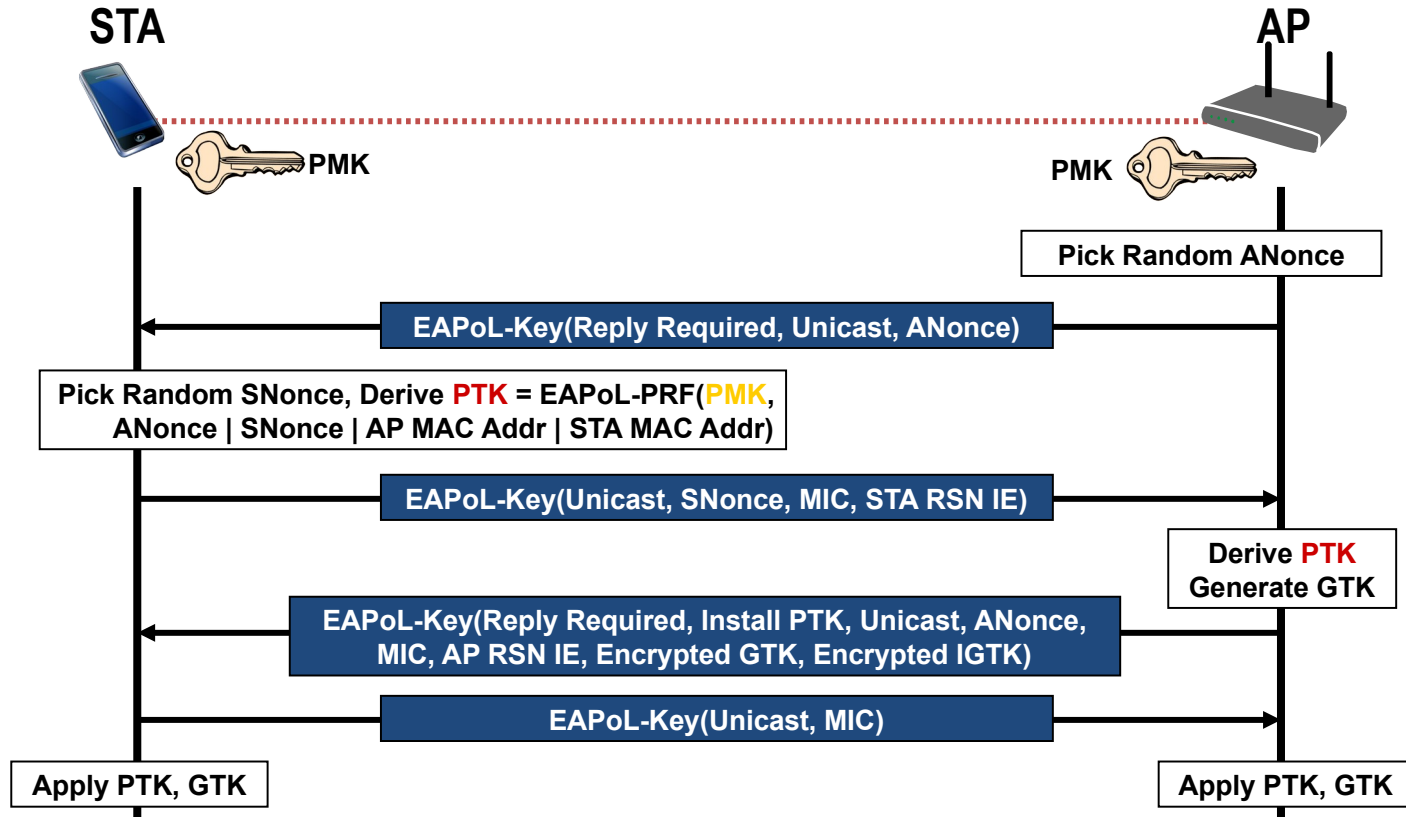 STA
AP
PMK
PMK
Pick Random ANonce
EAPoL-Key(Reply Required, Unicast, ANonce)
Pick Random SNonce, Derive PTK = EAPoL-PRF(PMK,
ANonce | SNonce | AP MAC Addr | STA MAC Addr)
EAPoL-Key(Unicast, SNonce, MIC, STA RSN IE)
Derive PTK
Generate GTK
EAPoL-Key(Reply Required, Install PTK, Unicast, ANonce,
MIC, AP RSN IE, Encrypted GTK, Encrypted IGTK)
EAPoL-Key(Unicast, MIC)
Apply PTK, GTK
Apply PTK, GTK